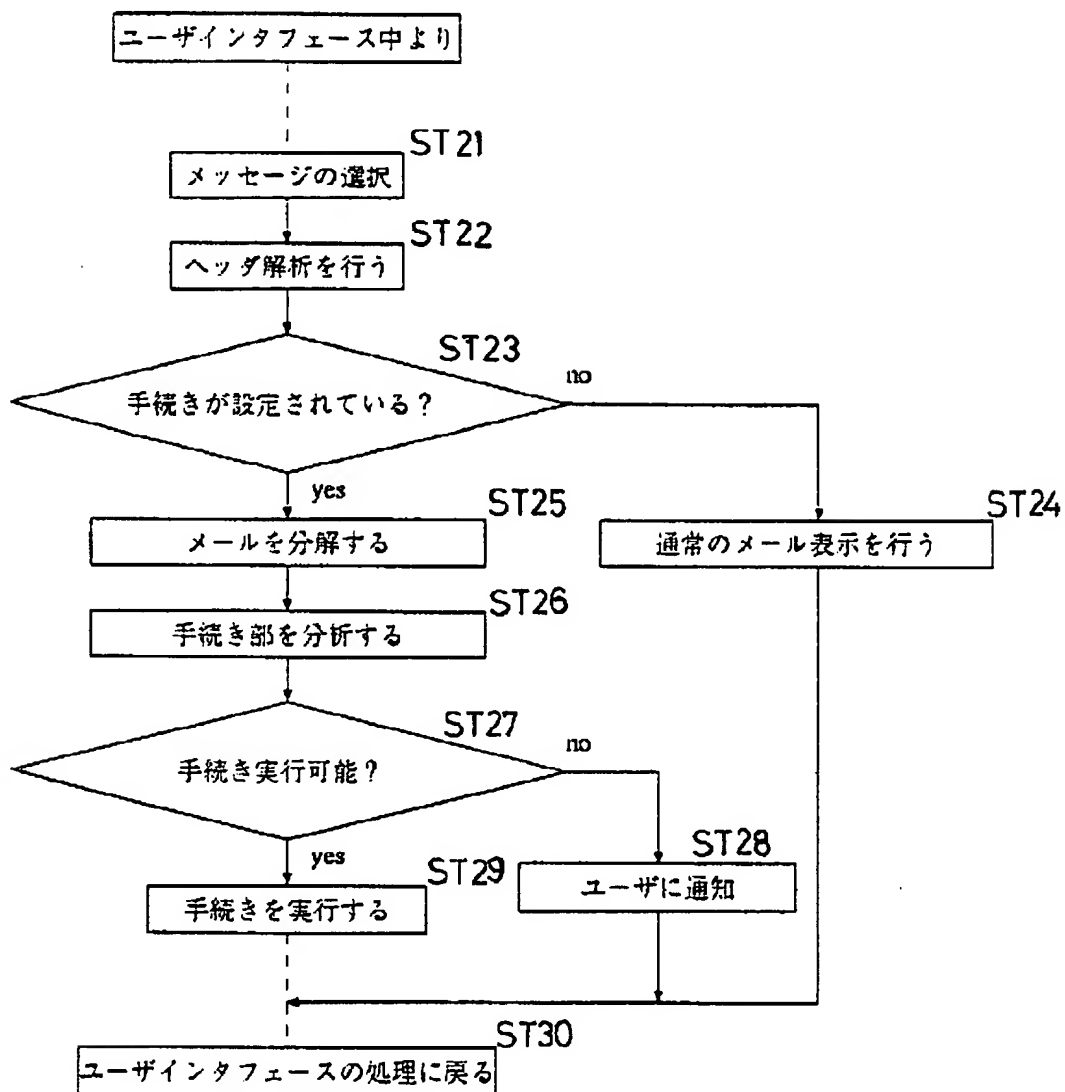 ユーザインタフェース中より
ST21
メッセージの選択
ST22
ヘッダ解析を行う
ST23
手続きが設定されている?
no
yes
ST25
メールを分解する
ST24
通常のメール表示を行う
ST26
手続き部を分析する
ST27
手続き実行可能?
no
yes
ST29
手続きを実行する
ST28
ユーザに通知
ST30
ユーザインタフェースの処理に戻る